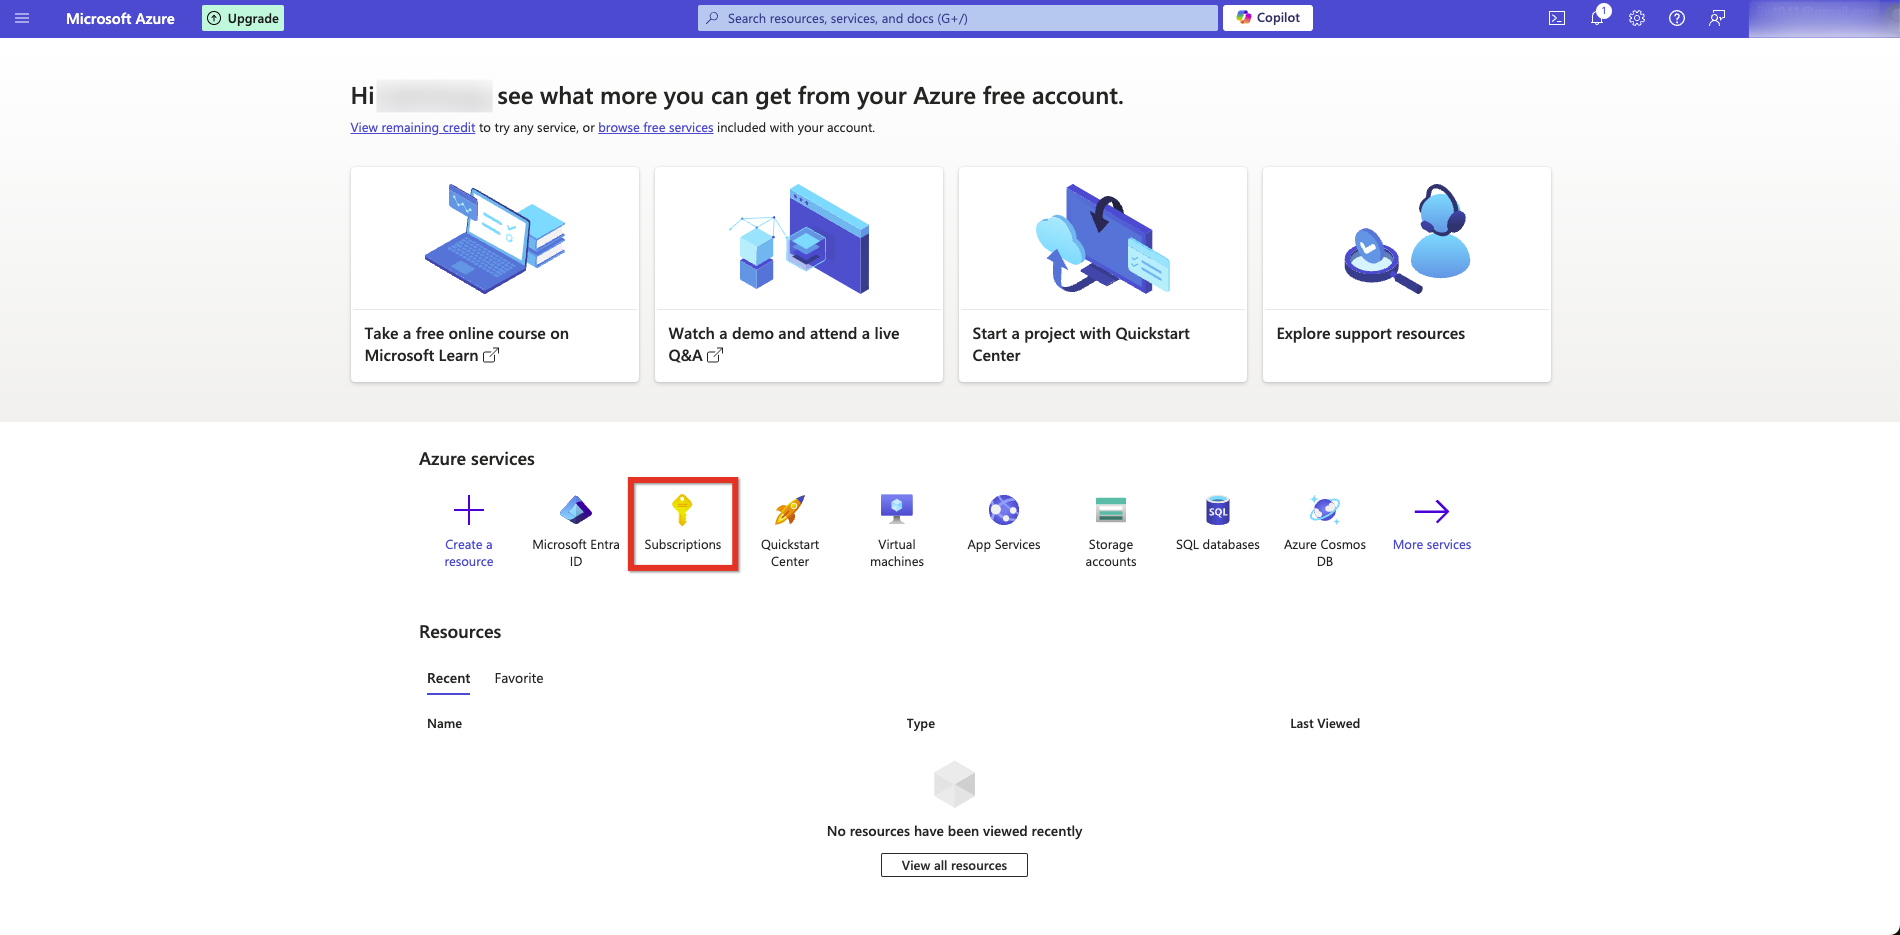 Microsoft Azure
Upgrade
Search resources, services, and docs (G+/)
Copilot
1
Hi see what more you can get from your Azure free account.
View remaining credit to try any service, or browse free services included with your account.
Take a free online course on
Microsoft Learn
Watch a demo and attend a live
Q&A
Start a project with Quickstart
Center
Explore support resources
Azure services
Create a
resource
Microsoft Entra
ID
Subscriptions
Quickstart
Center
Virtual
machines
App Services
Storage
accounts
SQL
SQL databases
Azure Cosmos
DB
More services
Resources
Recent
Favorite
Name
Type
Last Viewed
No resources have been viewed recently
View all resources